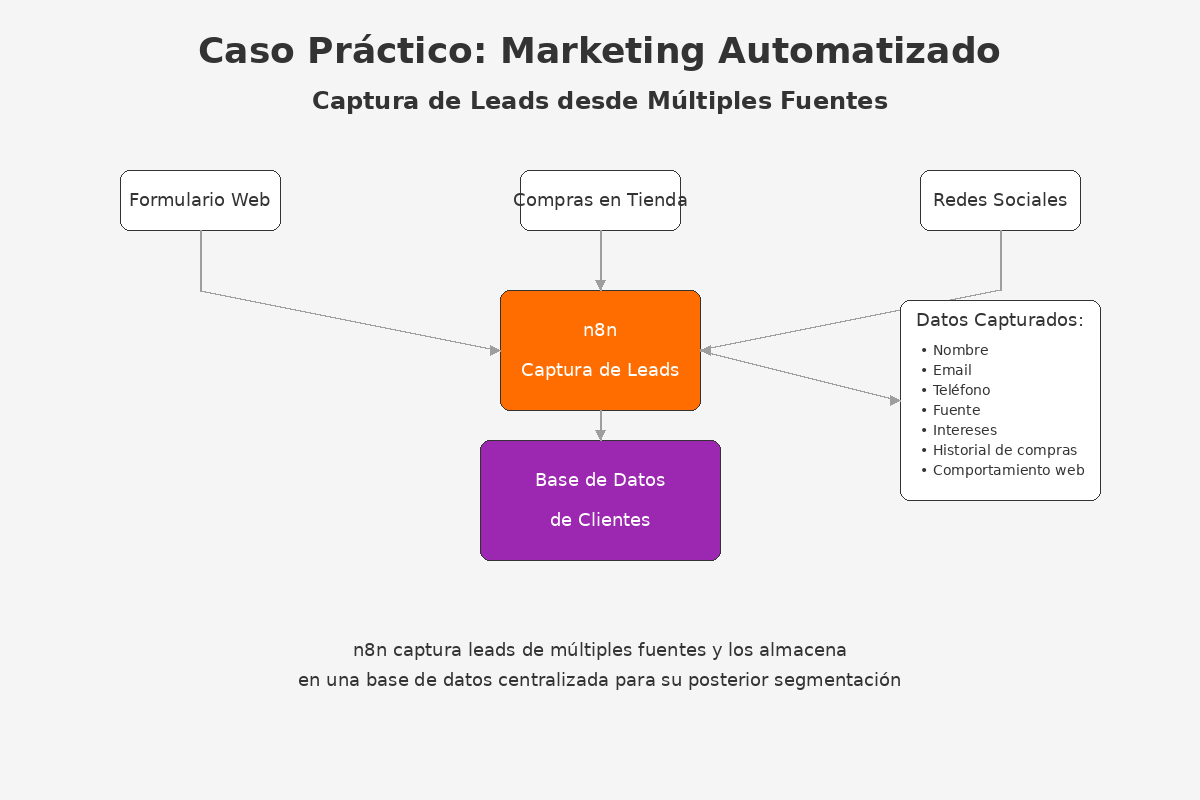 Caso Práctico: Marketing Automatizado
Captura de Leads desde Múltiples Fuentes
Formulario Web
Compras en Tienda
Redes Sociales
n8n
Captura de Leads
Datos Capturados:
• Nombre
• Email
• Teléfono
• Fuente
• Intereses
• Historial de compras
• Comportamiento web
Base de Datos
de Clientes
n8n captura leads de múltiples fuentes y los almacena
en una base de datos centralizada para su posterior segmentación